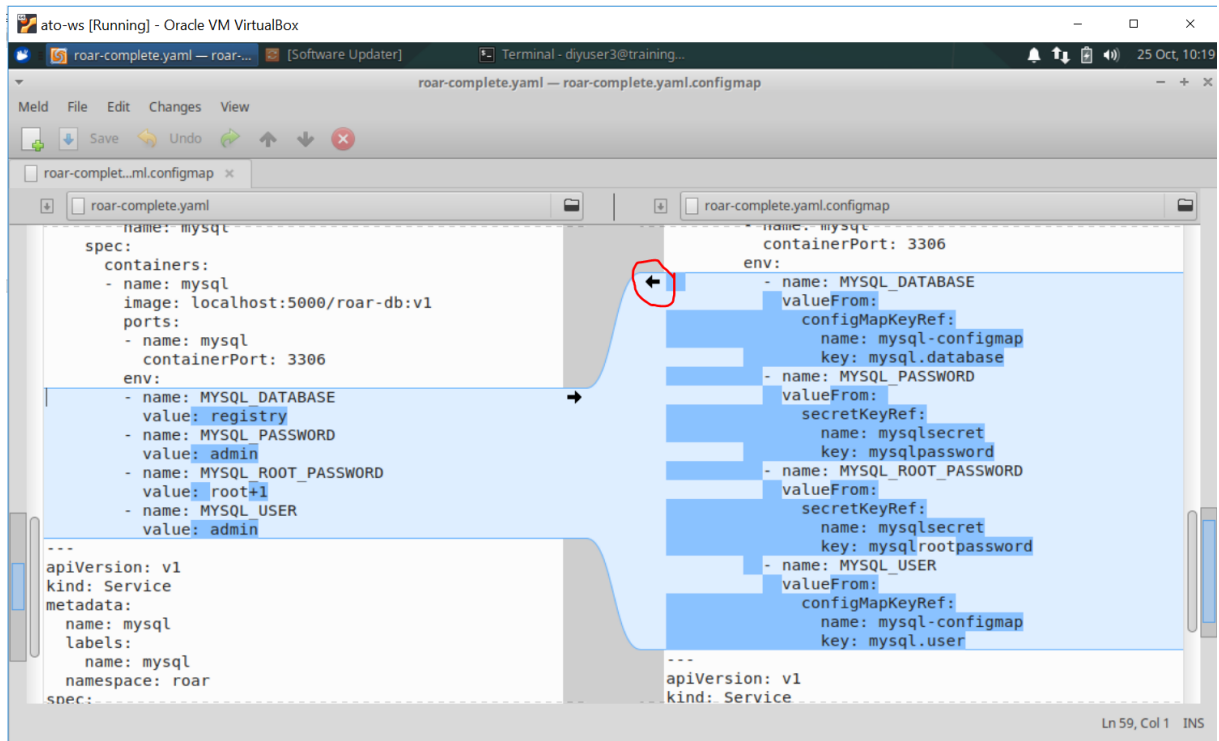 ato-ws [Running] - Oracle VM VirtualBox
roar-complete.yaml — roar-... [Software Updater] Terminal - diyuser3@training... 25 Oct, 10:19
roar-complete.yaml — roar-complete.yaml.configmap
Meld File Edit Changes View
Save Undo
roar-complet...ml.configmap
roar-complete.yaml
name: mysql
spec:
containers:
- name: mysql
image: localhost:5000/roar-db:v1
ports:
- name: mysql
containerPort: 3306
env:
- name: MYSQL_DATABASE
value: registry
- name: MYSQL_PASSWORD
value: admin
- name: MYSQL_ROOT_PASSWORD
value: root+1
- name: MYSQL_USER
value: admin
---
apiVersion: v1
kind: Service
metadata:
name: mysql
labels:
name: mysql
namespace: roar
spec:
roar-complete.yaml.configmap
- name: mysql
containerPort: 3306
env:
- name: MYSQL_DATABASE
valueFrom:
configMapKeyRef:
name: mysql-configmap
key: mysql.database
- name: MYSQL_PASSWORD
valueFrom:
secretKeyRef:
name: mysqlsecret
key: mysqlpassword
- name: MYSQL_ROOT_PASSWORD
valueFrom:
secretKeyRef:
name: mysqlsecret
key: mysqlrootpassword
- name: MYSQL_USER
valueFrom:
configMapKeyRef:
name: mysql-configmap
key: mysql.user
---
apiVersion: v1
kind: Service
Ln 59, Col 1 INS